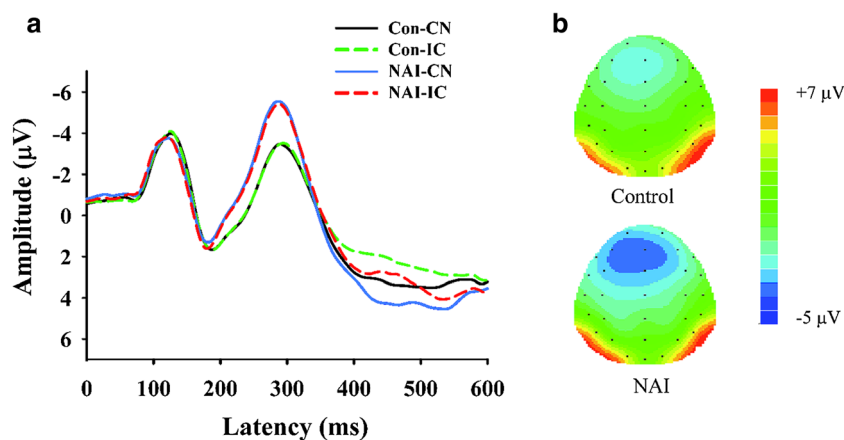 a
Con-CN
Con-IC
NAI-CN
NAI-IC
-6
-4
-2
0
2
4
6
Amplitude (µV)
0 100 200 300 400 500 600
Latency (ms)
b
+7 µV
-5 µV
Control
NAI